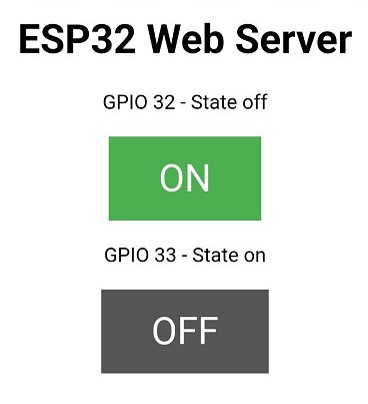 ESP32 Web Server
GPIO 32 - State off
ON
GPIO 33 - State on
OFF